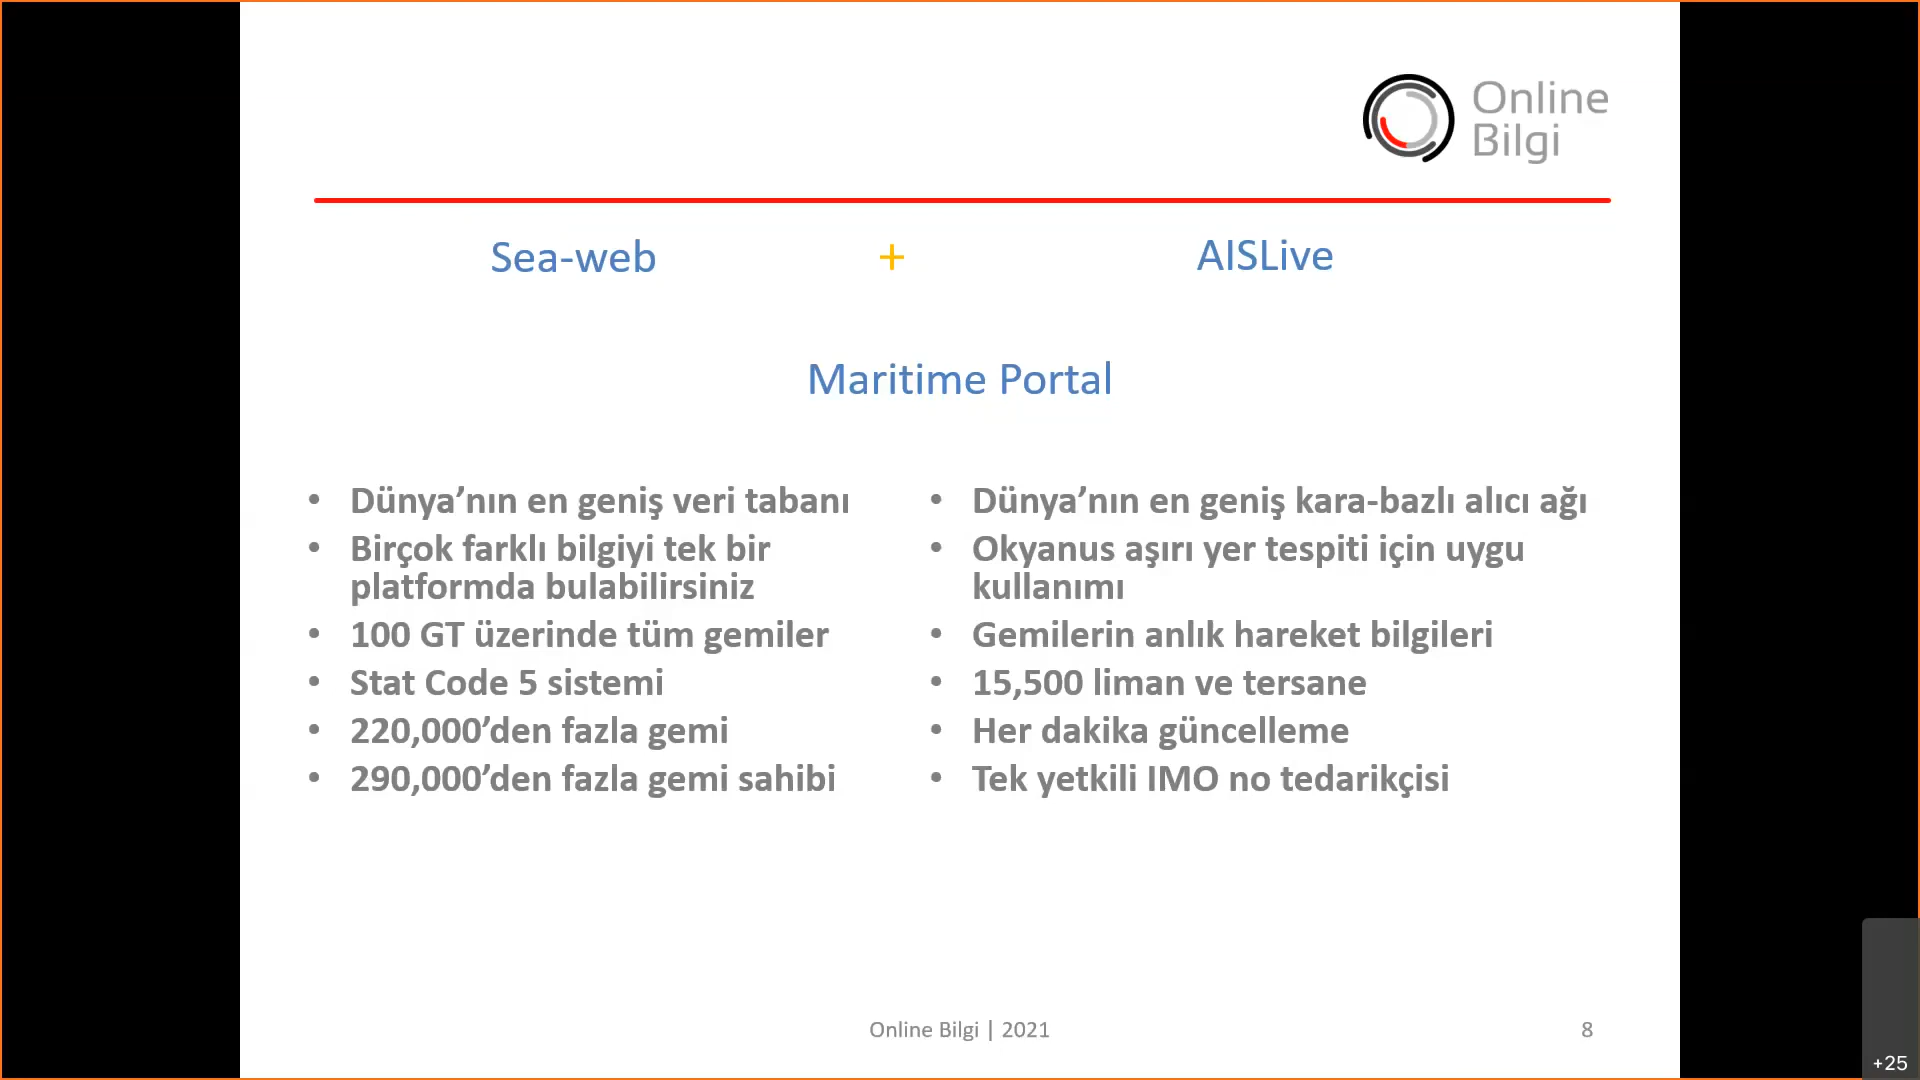 Online
Bilgi
Sea-web + AISLive
Maritime Portal
• Dünya’nın en geniş veri tabanı
• Birçok farklı bilgiyi tek bir
platformda bulabilirsiniz
• 100 GT üzerinde tüm gemiler
• Stat Code 5 sistemi
• 220,000’den fazla gemi
• 290,000’den fazla gemi sahibi
• Dünya’nın en geniş kara-bazlı alıcı ağı
• Okyanus aşırı yer tespiti için uygu
kullanımı
• Gemilerin anlık hareket bilgileri
• 15,500 liman ve tersane
• Her dakika güncelleme
• Tek yetkili IMO no tedarikçisi
Online Bilgi | 2021
8
+25